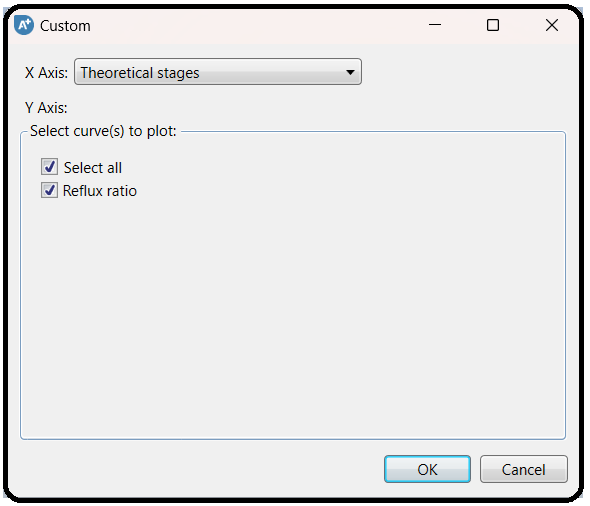 A+ Custom
X Axis: Theoretical stages
Y Axis:
Select curve(s) to plot:
Select all
Reflux ratio
OK Cancel